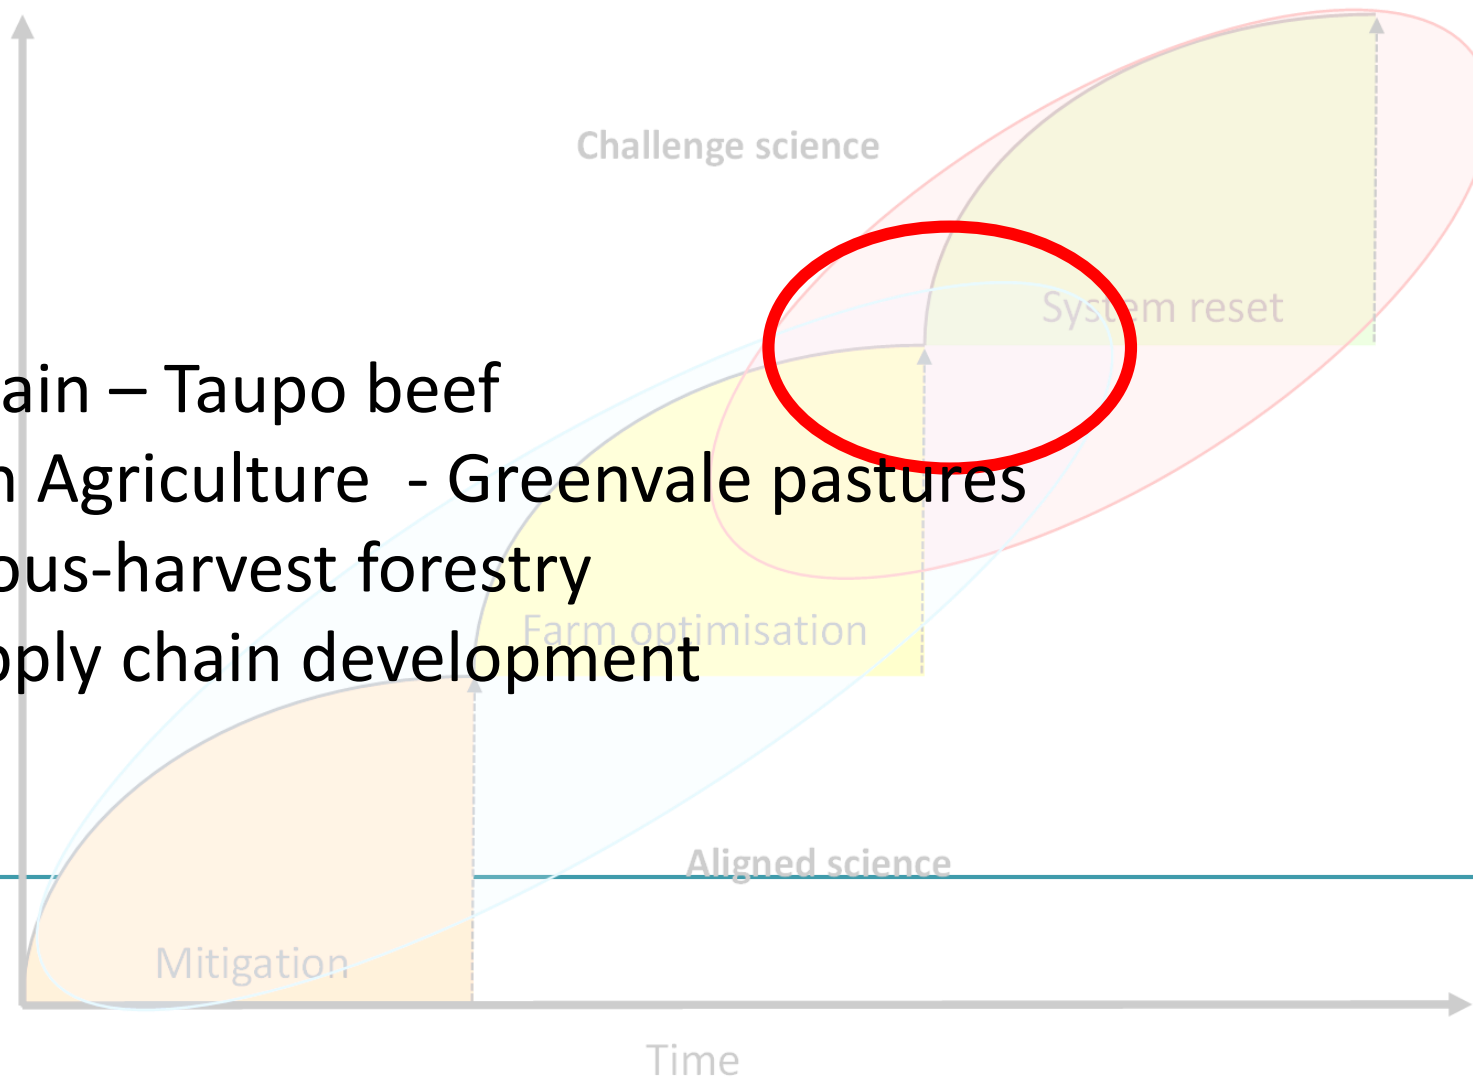 Challenge science
System reset
ain – Taupo beef
n Agriculture - Greenvale pastures
ous-harvest forestry
Farm optimisation
pply chain development
Aligned science
Mitigation
Time